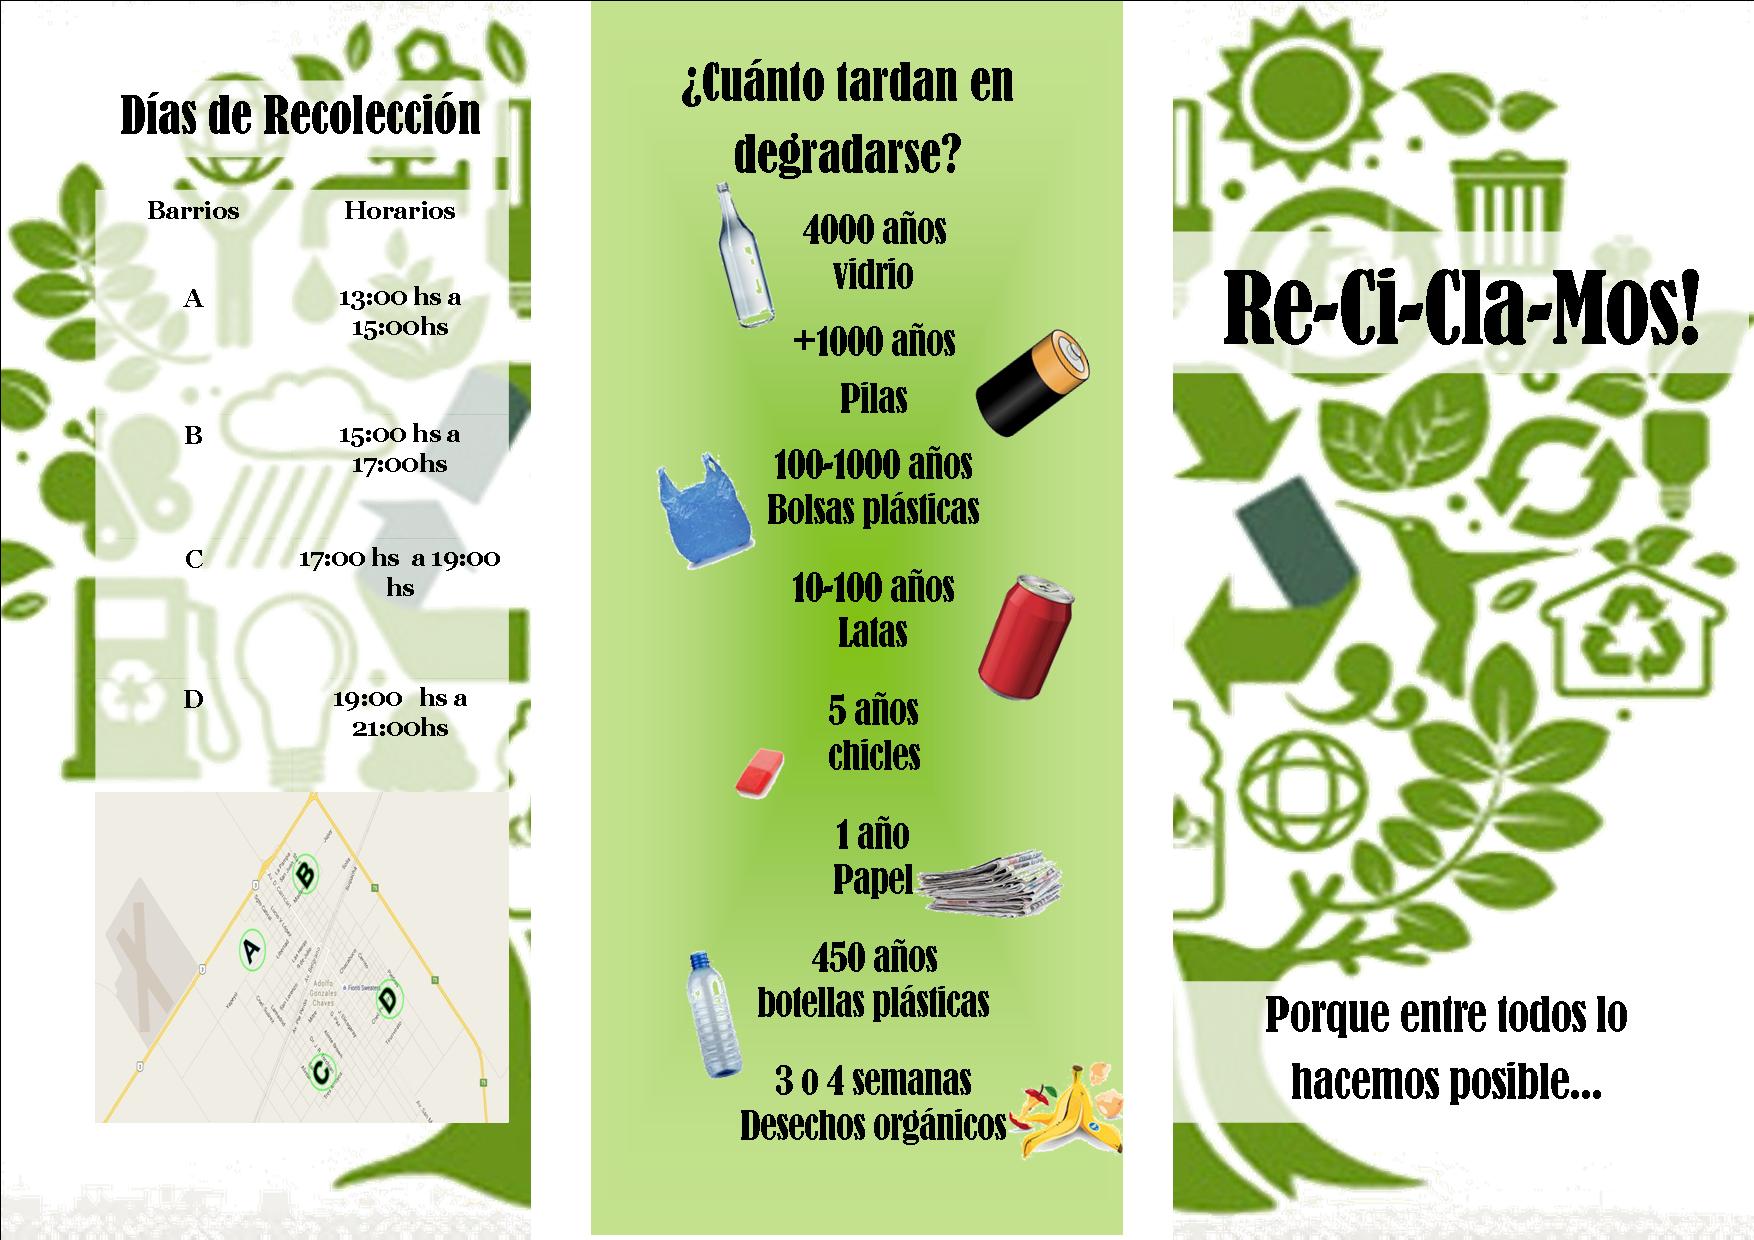 Días de Recolección
Barrios Horarios
A 13:00 hs a
15:00hs
B 15:00 hs a
17:00hs
C 17:00 hs a 19:00
hs
D 19:00 hs a
21:00hs
B
A
D
C
Adolfo
Gonzales
Chaves
¿Cuánto tardan en
degradarse?
4000 años
vidrio
+1000 años
Pilas
100-1000 años
Bolsas plásticas
10-100 años
Latas
5 años
chicles
1 año
Papel
450 años
botellas plásticas
3 o 4 semanas
Desechos orgánicos
Re-Ci-Cla-Mos!
Porque entre todos lo
hacemos posible...